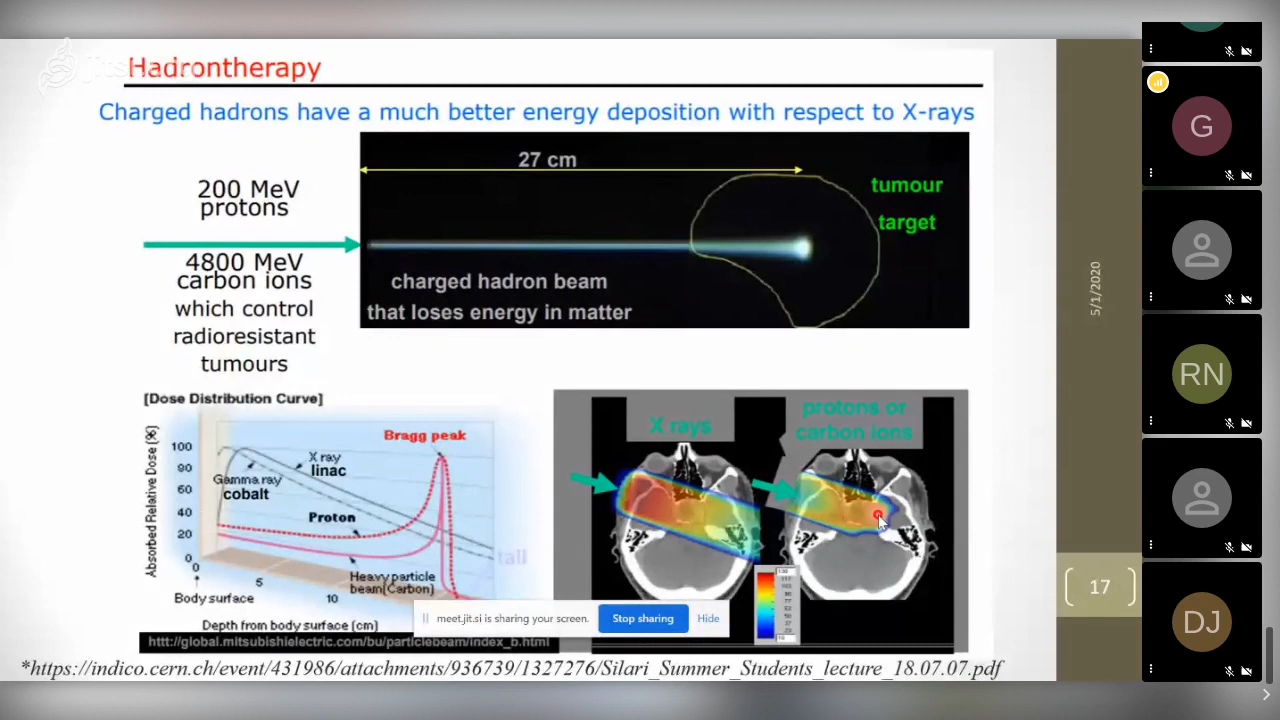 Hadrontherapy
Charged hadrons have a much better energy deposition with respect to X-rays
27 cm
200 MeV
protons
tumour
target
4800 MeV
carbon ions
which control
radioresistant
tumours
charged hadron beam
that loses energy in matter
5/1/2020
G
RN
DJ
[Dose Distribution Curve]
Absorbed Relative Dose [%]
100
90
60
40
20
0
Bragg peak
X ray
linac
Gamma ray
cobalt
Proton
tail
Heavy particle
beam(Carbon)
Body surface
5
10
Depth from body surface [cm]
htttp://global.mitsubishielectric.com/bu/particlebeam/index_b.html
X rays
protons or
carbon ions
meet.jit.si is sharing your screen.
Stop sharing
Hide
17
*https://indico.cern.ch/event/431986/attachments/936739/1327276/Silari_Summer_Students_lecture_18.07.07.pdf